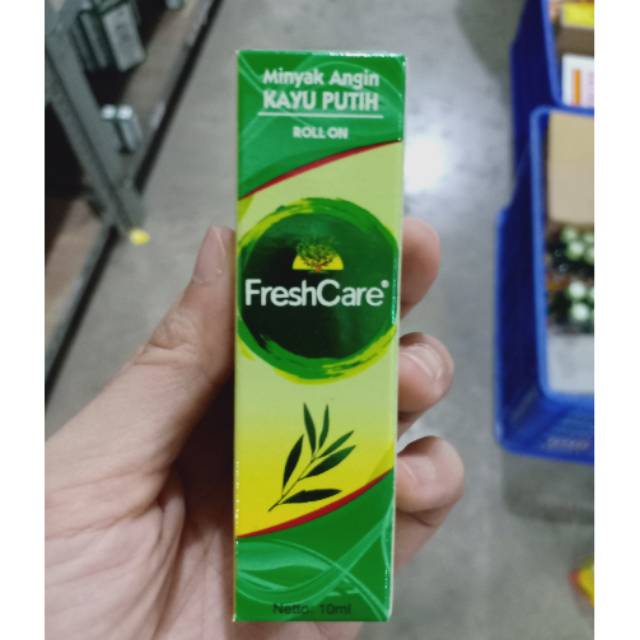 Minyak Angin
KAYU PUTIH
ROLL ON
FreshCare®
Netto. 10ml